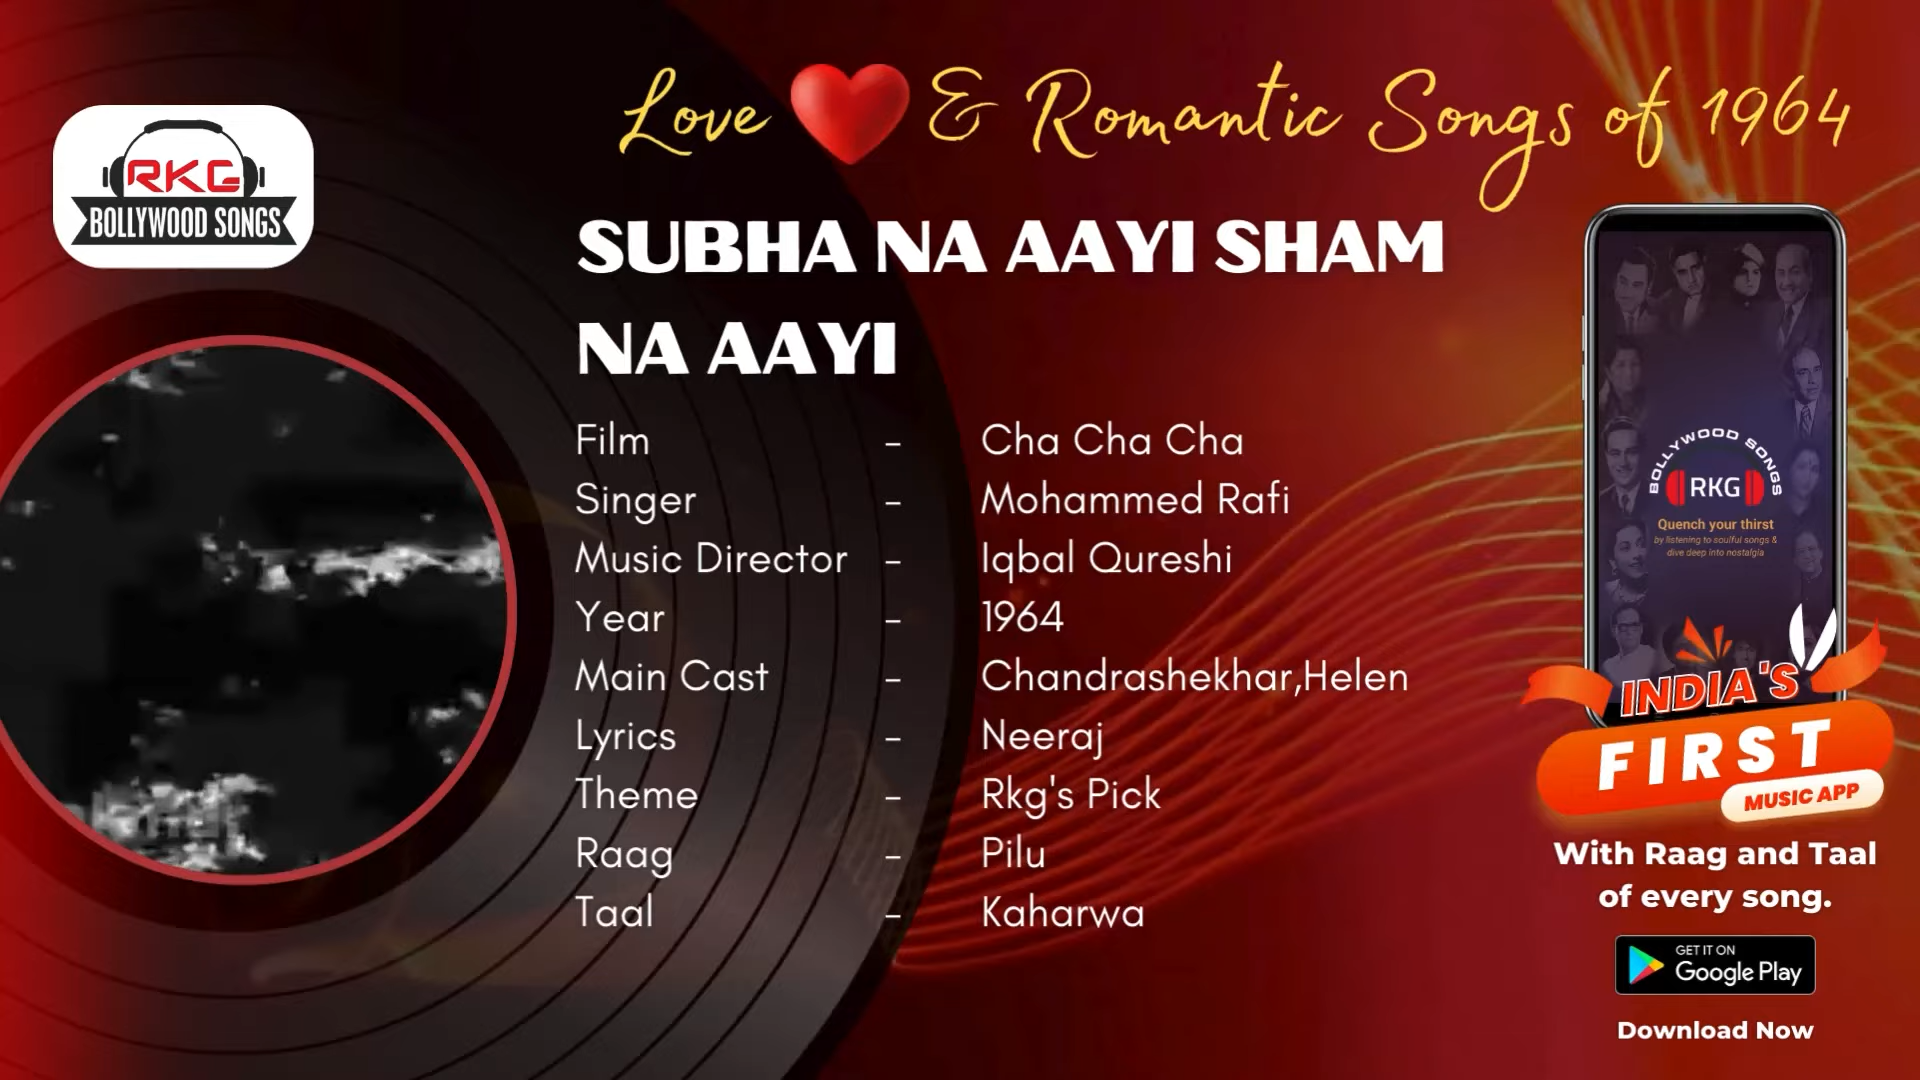 Love & Romantic Songs of 1964
RKG
BOLLYWOOD SONGS
SUBHA NA AAYI SHAM
NA AAYI
Film - Cha Cha Cha
Singer - Mohammed Rafi
Music Director - Iqbal Qureshi
Year - 1964
Main Cast - Chandrashekhar,Helen
Lyrics - Neeraj
Theme - Rkg's Pick
Raag - Pilu
Taal - Kaharwa
BOLLYWOOD SONGS
RKG
Quench your thirst
by listening to soulful songs &
dive deep into nostalgia
INDIA'S
FIRST
MUSIC APP
With Raag and Taal
of every song.
GET IT ON
Google Play
Download Now